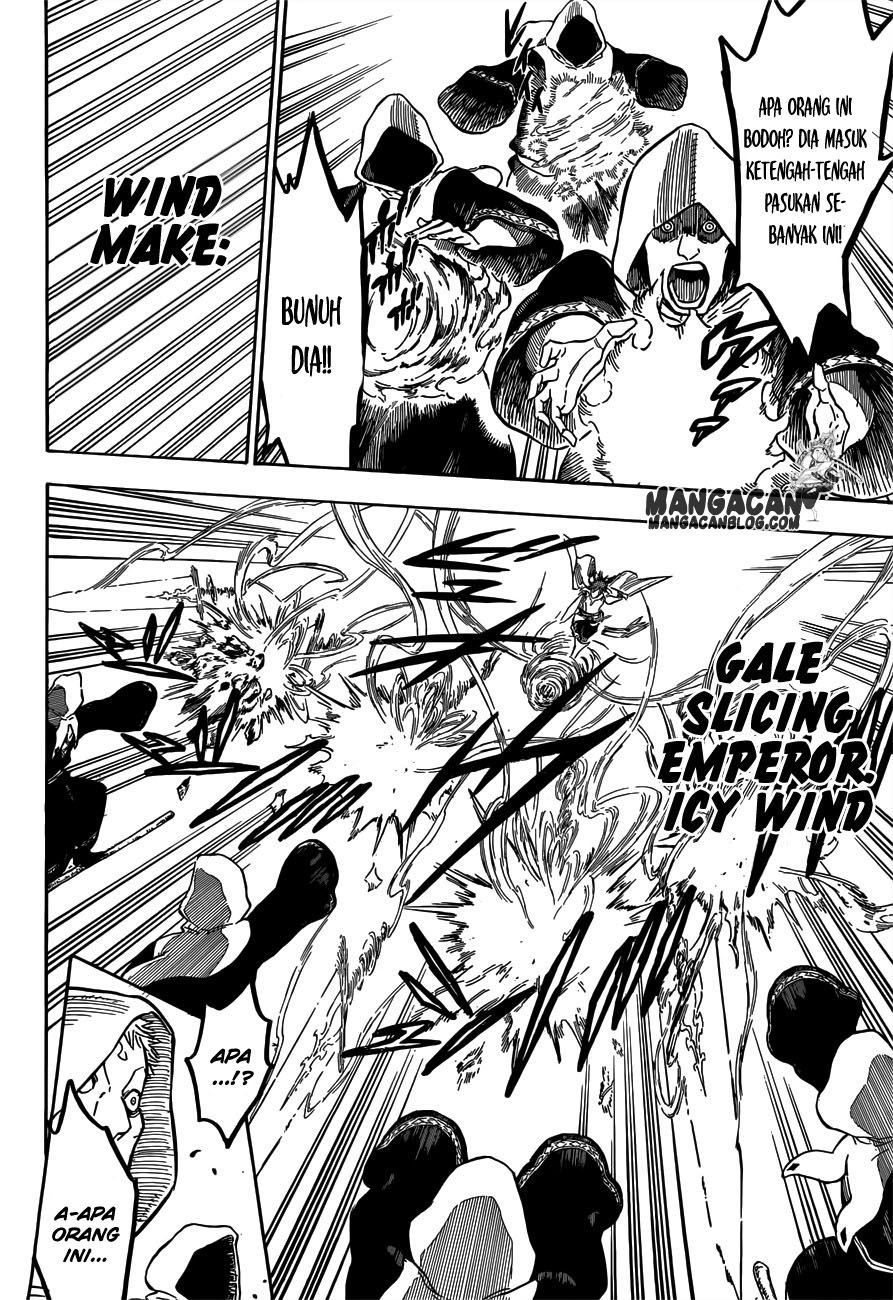 APA ORANG INI
BODOH? DIA MASUK
KETENGAH-TENGAH
PASUKAN SE-
BANYAK INI!
BUNUH
DIA!!
WIND
MAKE:
MANGACAN
MANGACANBLOG.COM
GALE
SLICING
EMPEROR.
ICY WIND
APA
...!?
A-APA
ORANG
INI...